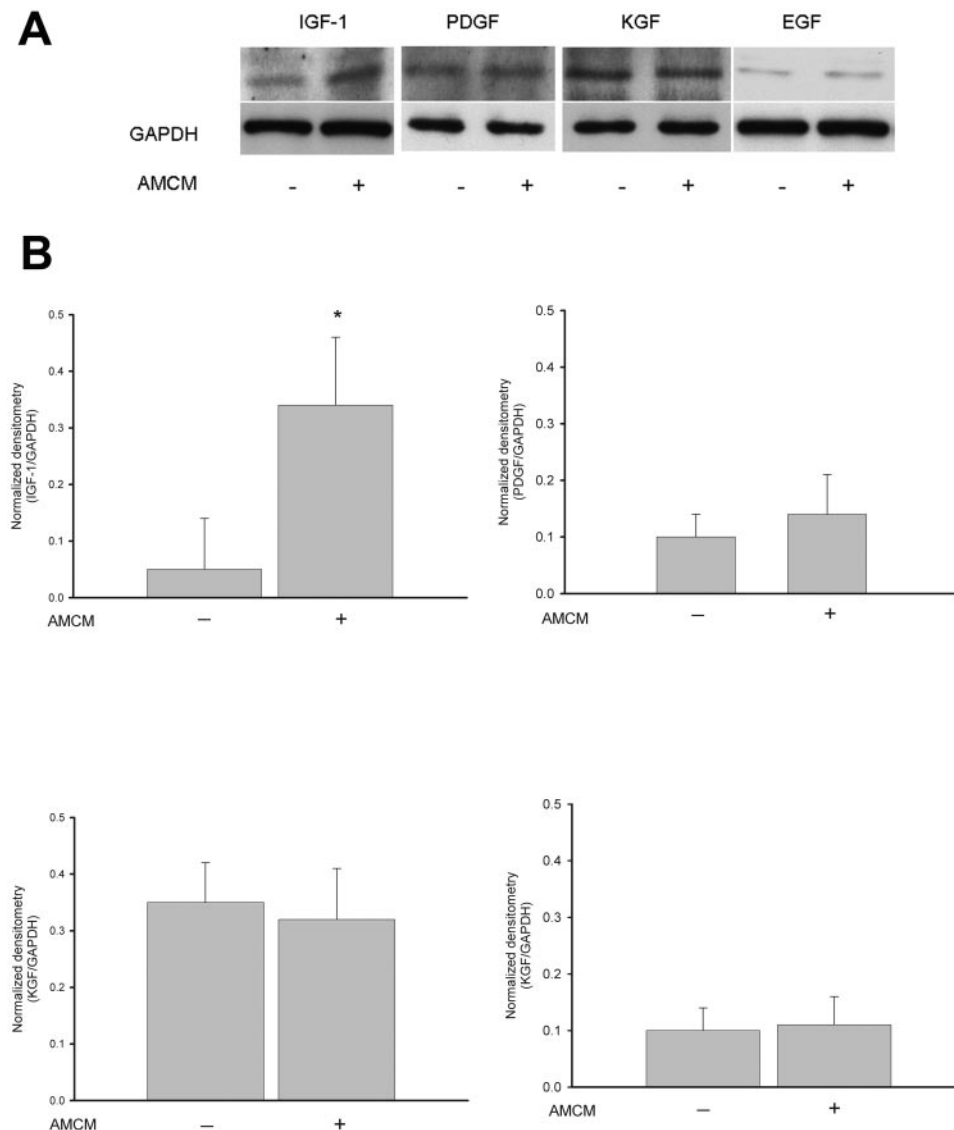 A
IGF-1 PDGF KGF EGF
GAPDH
AMCM - + - + - + - +
B
0.5
0.4
0.3
0.2
0.1
0.0
Normalized densitometry
(IGF-1/GAPDH)
*
AMCM – +
0.5
0.4
0.3
0.2
0.1
0.0
Normalized densitometry
(PDGF/GAPDH)
AMCM – +
0.5
0.4
0.3
0.2
0.1
0.0
Normalized densitometry
(KGF/GAPDH)
AMCM – +
0.5
0.4
0.3
0.2
0.1
0.0
Normalized densitometry
(KGF/GAPDH)
AMCM – +